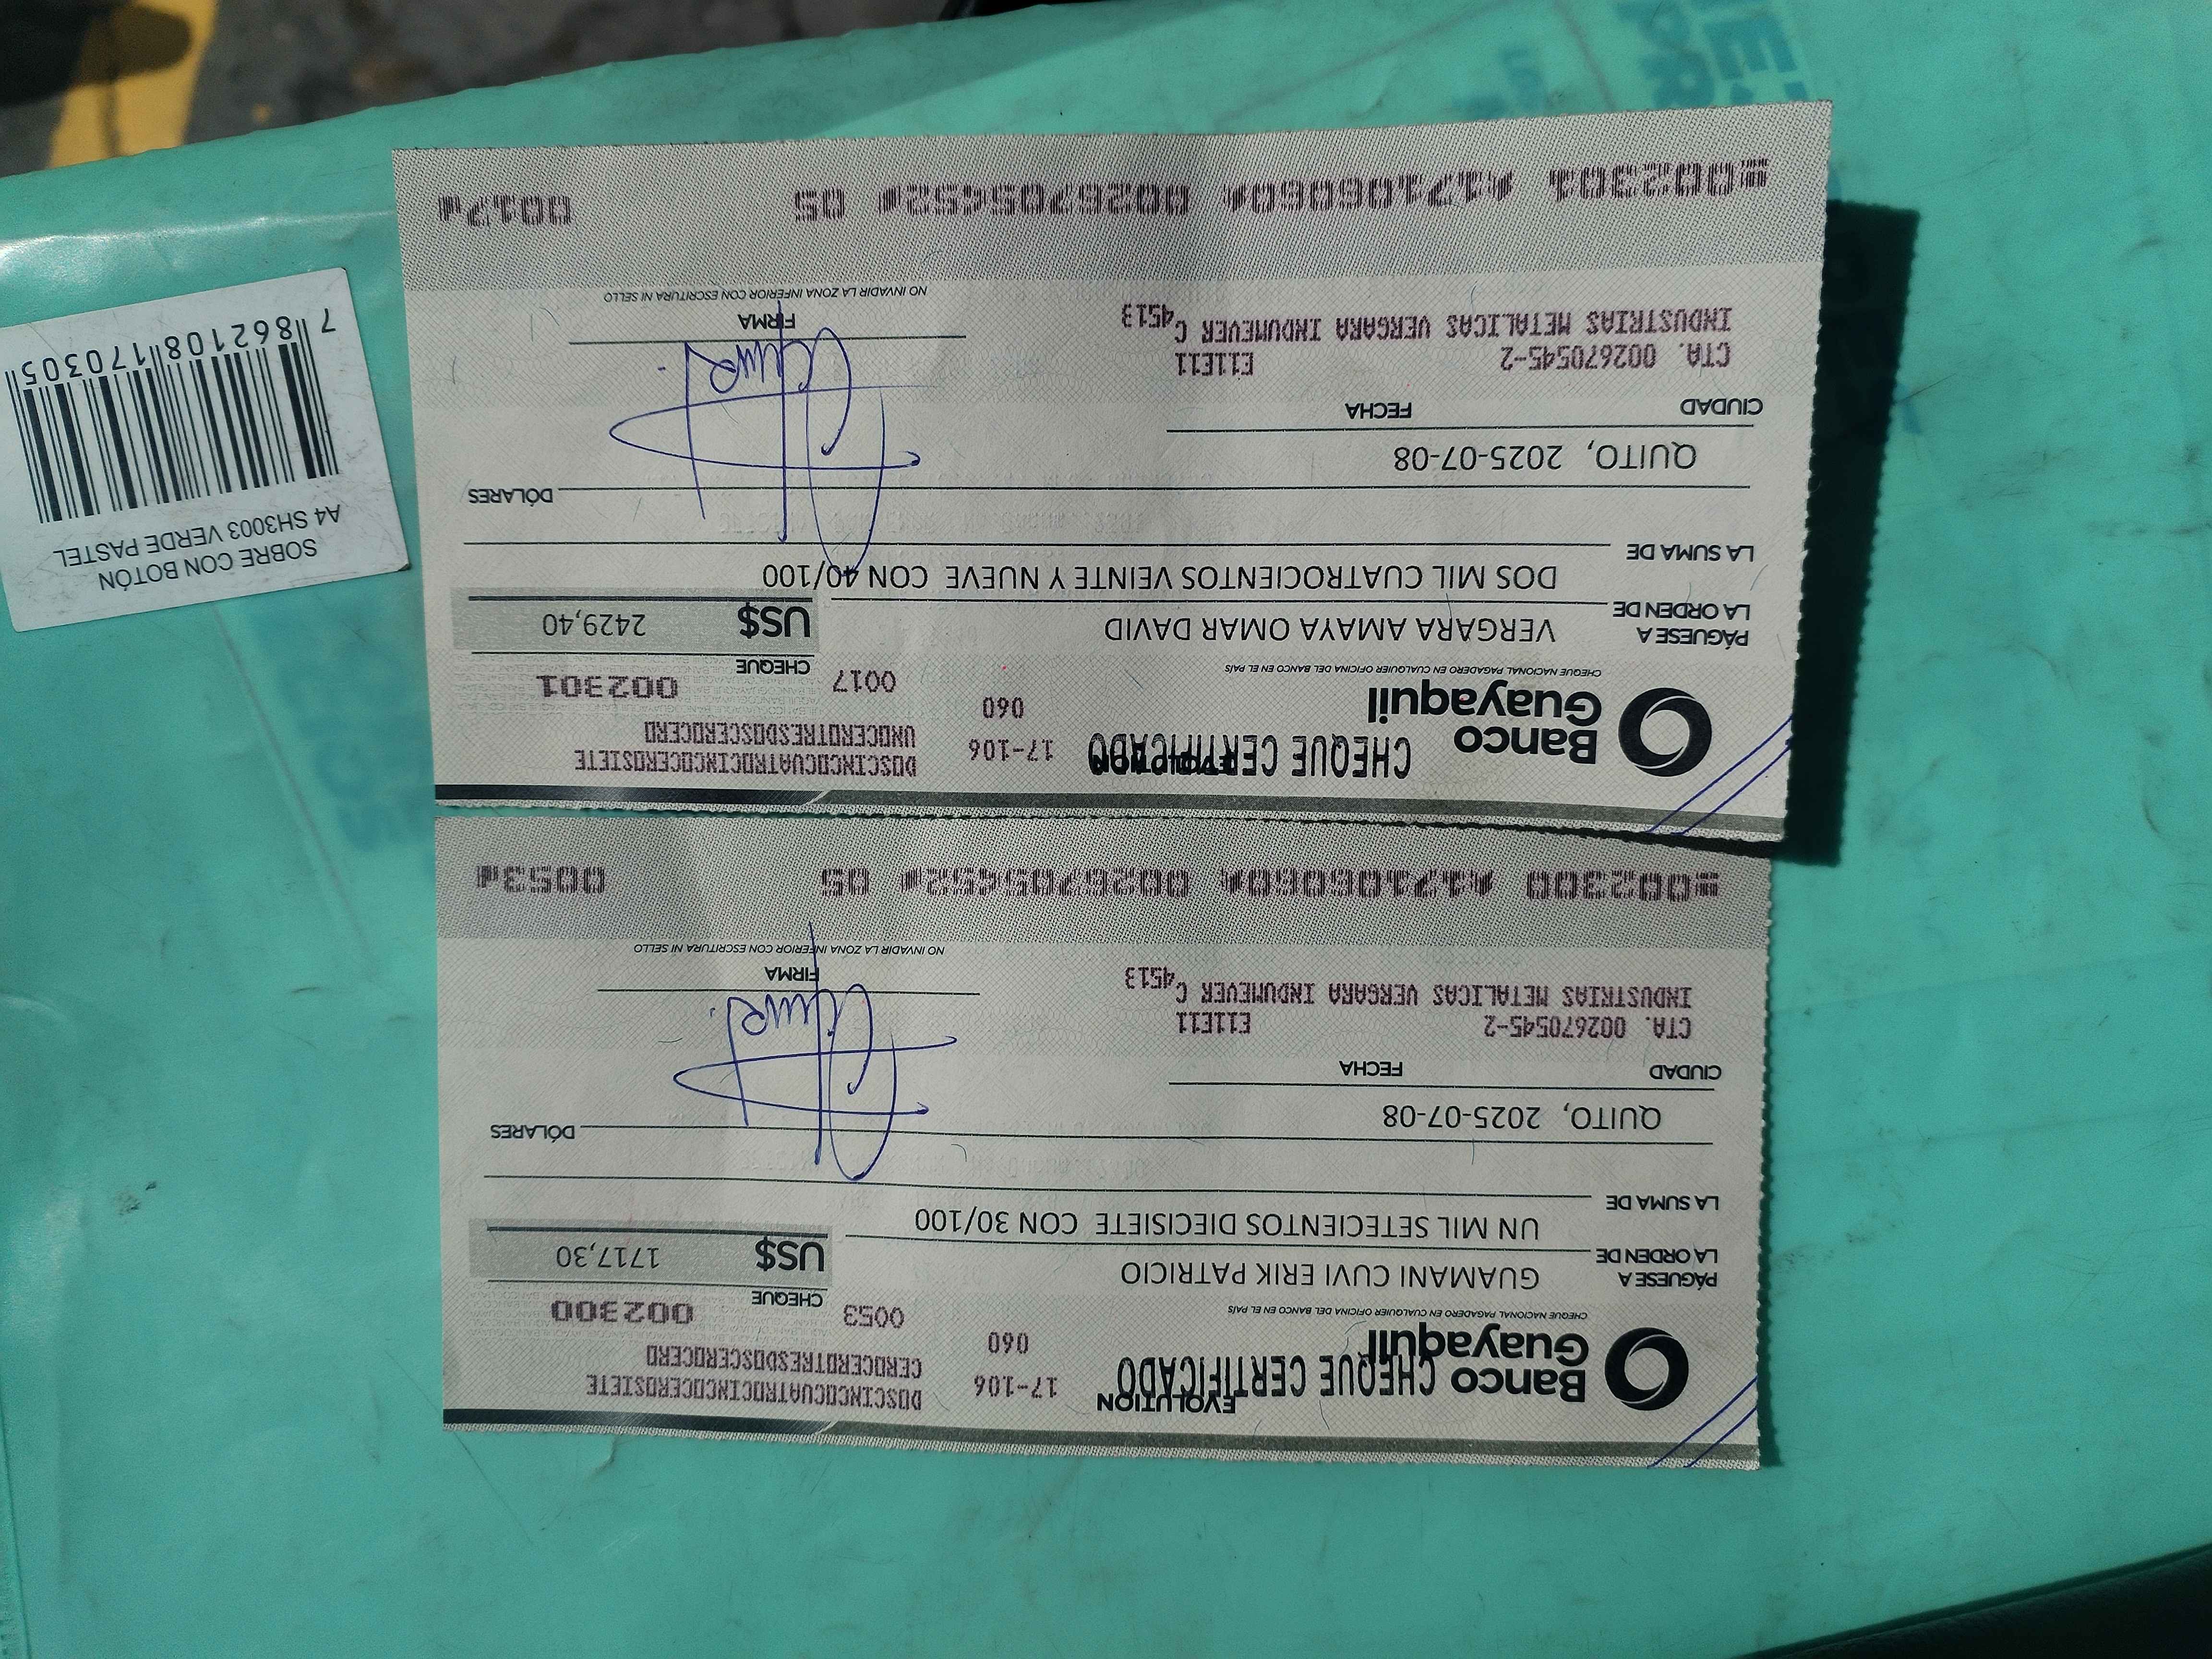 Banco
Guayaquil
EVOLUTION
CHEQUE CERTIFICADO
CHEQUE NACIONAL PAGADERO EN CUALQUIER OFICINA DEL BANCO EN EL PAÍS
17-106
060
DOSCINCOCUATROCINCOCEROSIETE
CEROCEROTRESDOSCEROCERO
0053
002300
CHEQUE
PÁGUESE A
LA ORDEN DE
GUAMANI CUVI ERIK PATRICIO
US$ 1717,30
LA SUMA DE
UN MIL SETECIENTOS DIECISIETE CON 30/100
DÓLARES
QUITO, 2025-07-08
CIUDAD FECHA
CTA. 002670545-2 E11E11
INDUSTRIAS METALICAS VERGARA INDUMEVER C 4513
FIRMA
NO INVADIR LA ZONA INFERIOR CON ESCRITURA NI SELLO
002300 17106060 0026705452 05 0053
Banco
Guayaquil
CHEQUE CERTIFICADO
CHEQUE NACIONAL PAGADERO EN CUALQUIER OFICINA DEL BANCO EN EL PAÍS
17-106
060
DOSCINCOCUATROCINCOCEROSIETE
UNOCEROTRESDOSCEROCERO
0017
002301
CHEQUE
PÁGUESE A
LA ORDEN DE
VERGARA AMAYA OMAR DAVID
US$ 2429,40
LA SUMA DE
DOS MIL CUATROCIENTOS VEINTE Y NUEVE CON 40/100
DÓLARES
QUITO, 2025-07-08
CIUDAD FECHA
CTA. 002670545-2 E11E11
INDUSTRIAS METALICAS VERGARA INDUMEVER C 4513
FIRMA
NO INVADIR LA ZONA INFERIOR CON ESCRITURA NI SELLO
002301 17106060 0026705452 05 0017
SOBRE CON BOTÓN
A4 SH3003 VERDE PASTEL
7 862108 170305